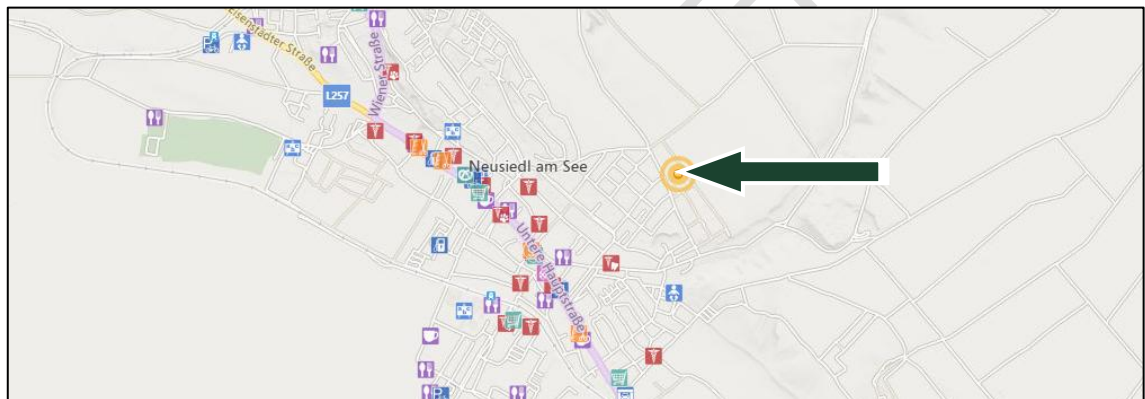 Eisenstädter Straße
Wiener Straße
L257
Neusiedl am See
Untere Hauptstraße